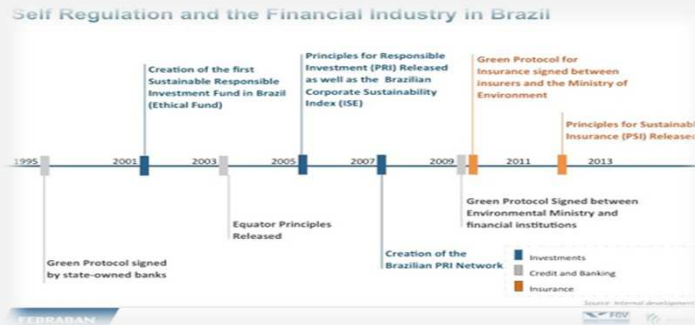 Self Regulation and the Financial Industry in Brazil
Creation of the first
Sustainable Responsible
Investment Fund in Brazil
(Ethical Fund)
Principles for Responsible
Investment (PRI) Released
as well as the Brazilian
Corporate Sustainability
Index (ISE)
Green Protocol for
Insurance signed between
insurers and the Ministry of
Environment
Principles for Sustainabl
Insurance (PSI) Release
1995 2001 2003 2005 2007 2009 2011 2013
Green Protocol signed
by state-owned banks
Equator Principles
Released
Creation of the
Brazilian PRI Network
Green Protocol Signed between
Environmental Ministry and
financial institutions
Investments
Credit and Banking
Insurance
Source: Internal development
FEBRABAN
FGV